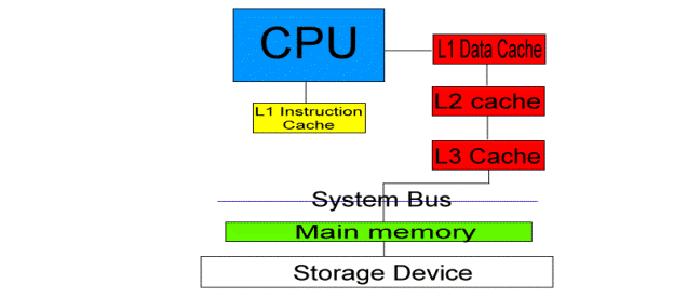 CPU
L1 Data Cache
L2 cache
L1 Instruction
Cache
L3 Cache
System Bus
Main memory
Storage Device